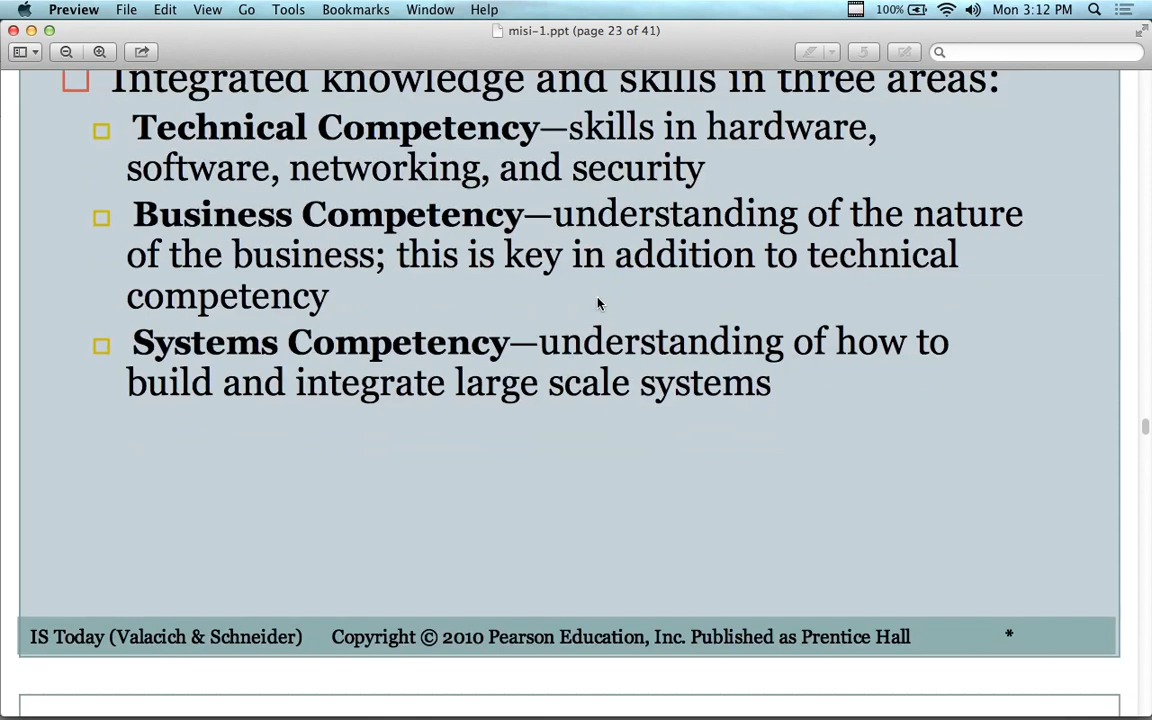 Preview File Edit View Go Tools Bookmarks Window Help 100% Mon 3:12 PM
misi-1.ppt (page 23 of 41)
Integrated knowledge and skills in three areas:
Technical Competency—skills in hardware,
software, networking, and security
Business Competency—understanding of the nature
of the business; this is key in addition to technical
competency
Systems Competency—understanding of how to
build and integrate large scale systems
IS Today (Valacich & Schneider) Copyright © 2010 Pearson Education, Inc. Published as Prentice Hall *